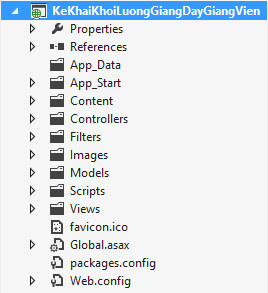 KeKhaiKhoiLuongGiangDayGiangVien
Properties
References
App_Data
App_Start
Content
Controllers
Filters
Images
Models
Scripts
Views
favicon.ico
Global.asax
packages.config
Web.config